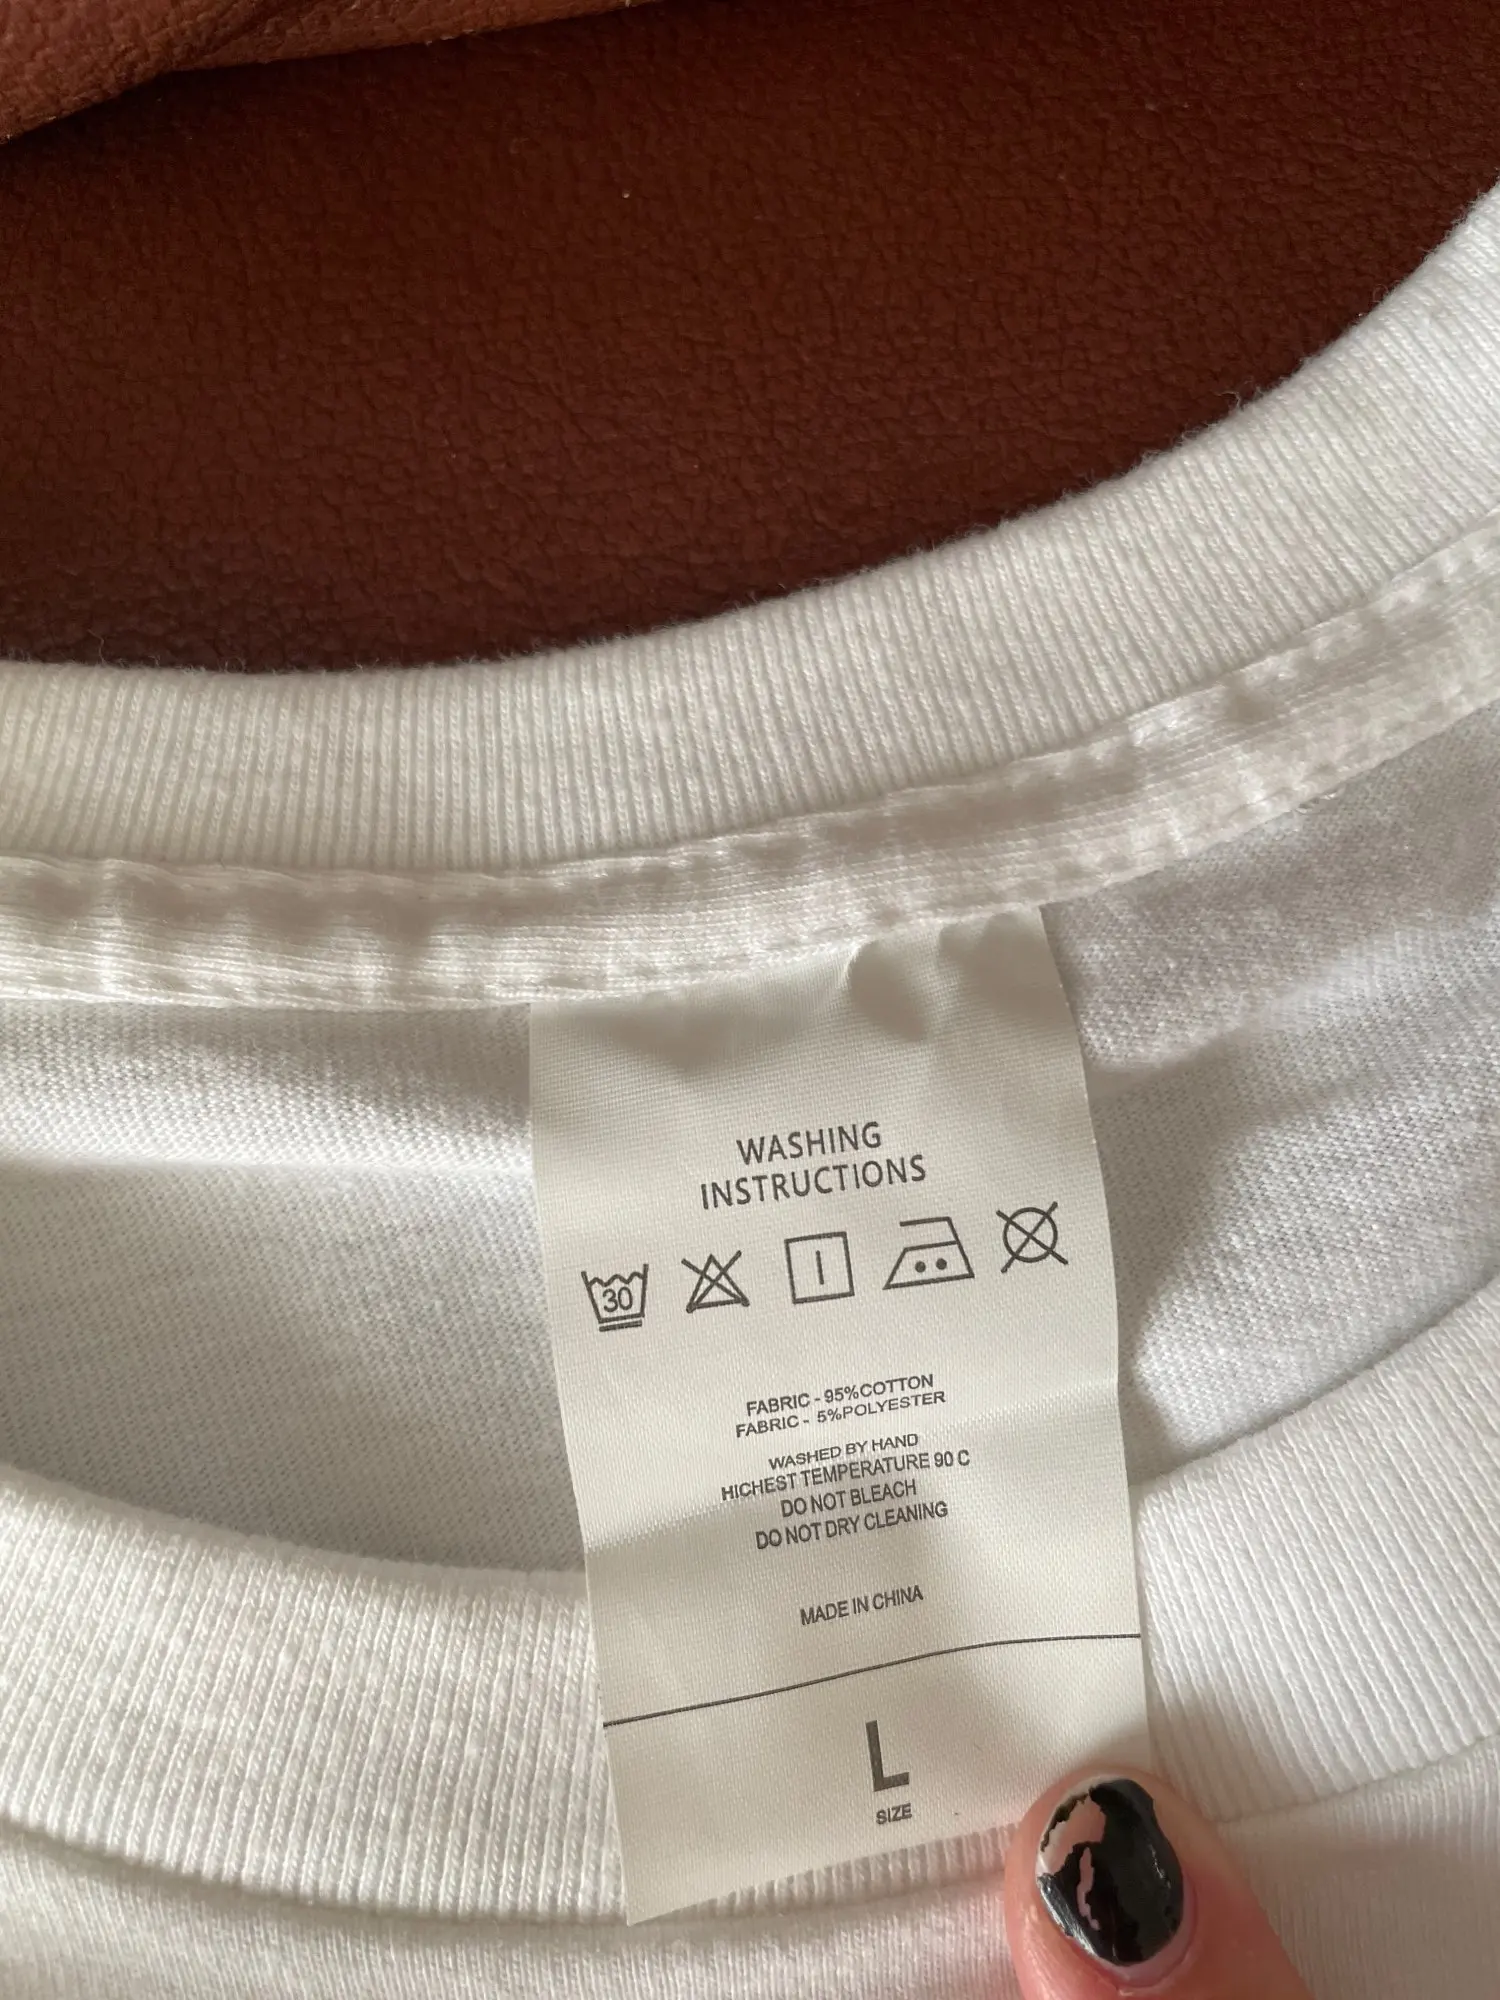 WASHING
INSTRUCTIONS
30
FABRIC - 95%COTTON
FABRIC - 5%POLYESTER
WASHED BY HAND
HICHEST TEMPERATURE 90 C
DO NOT BLEACH
DO NOT DRY CLEANING
MADE IN CHINA
L
SIZE